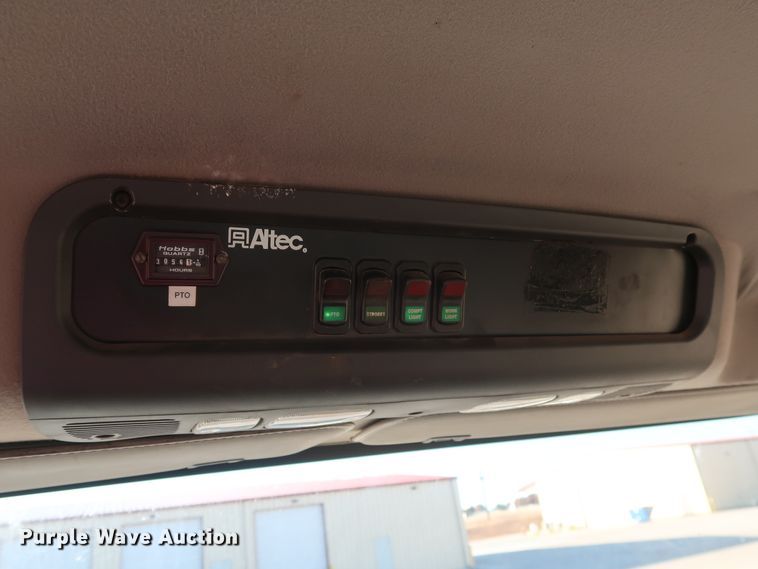 Hobbs
QUARTZ
HOURS
PTO
Altec
PTO
STROBES
COMPT
LIGHT
WORK
LIGHT
Purple Wave Auction